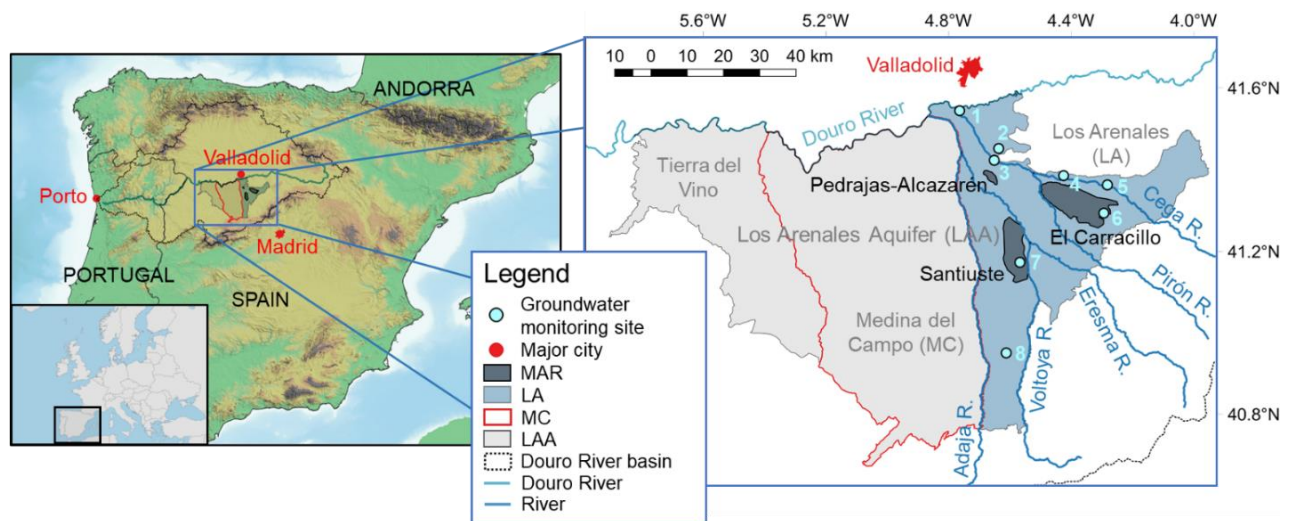 ANDORRA
Valladolid
Porto
Madrid
PORTUGAL
SPAIN
Legend
Groundwater
monitoring site
Major city
MAR
LA
MC
LAA
Douro River basin
Douro River
River
5.6°W
5.2°W
4.8°W
4.4°W
4.0°W
10 0 10 20 30 40 km
Valladolid
41.6°N
Douro River
1
2
Los Arenales
(LA)
Tierra del
Vino
3
Pedrajas-Alcazarén
4
5
Cega R.
6
Los Arenales Aquifer (LAA)
El Carracillo
41.2°N
7
Santiuste
Pirón R.
Eresma R.
Medina del
Campo (MC)
8
Voltoya R.
Adaja R.
40.8°N